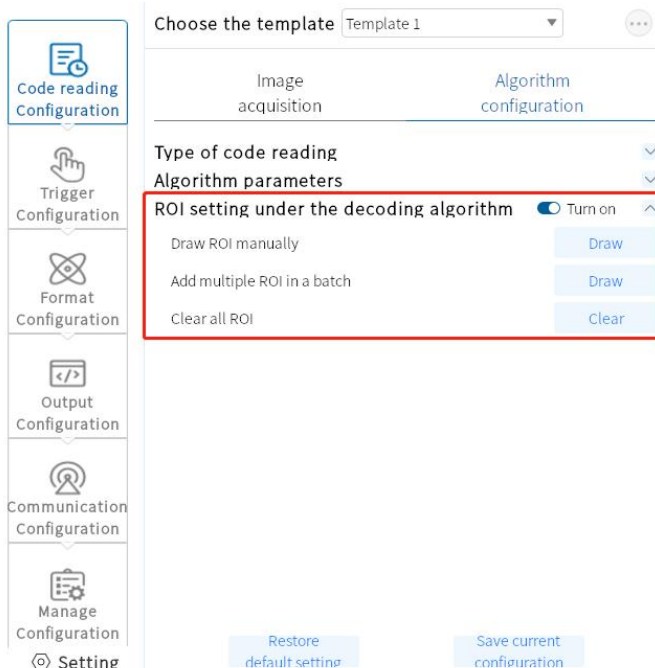 Choose the template Template 1
Code reading
Configuration
Trigger
Configuration
Format
Configuration
</>
Output
Configuration
Communication
Configuration
Manage
Configuration
Setting
Image
acquisition
Algorithm
configuration
Type of code reading
Algorithm parameters
ROI setting under the decoding algorithm Turn on
Draw ROI manually Draw
Add multiple ROI in a batch Draw
Clear all ROI Clear
Restore
default setting
Save current
configuration